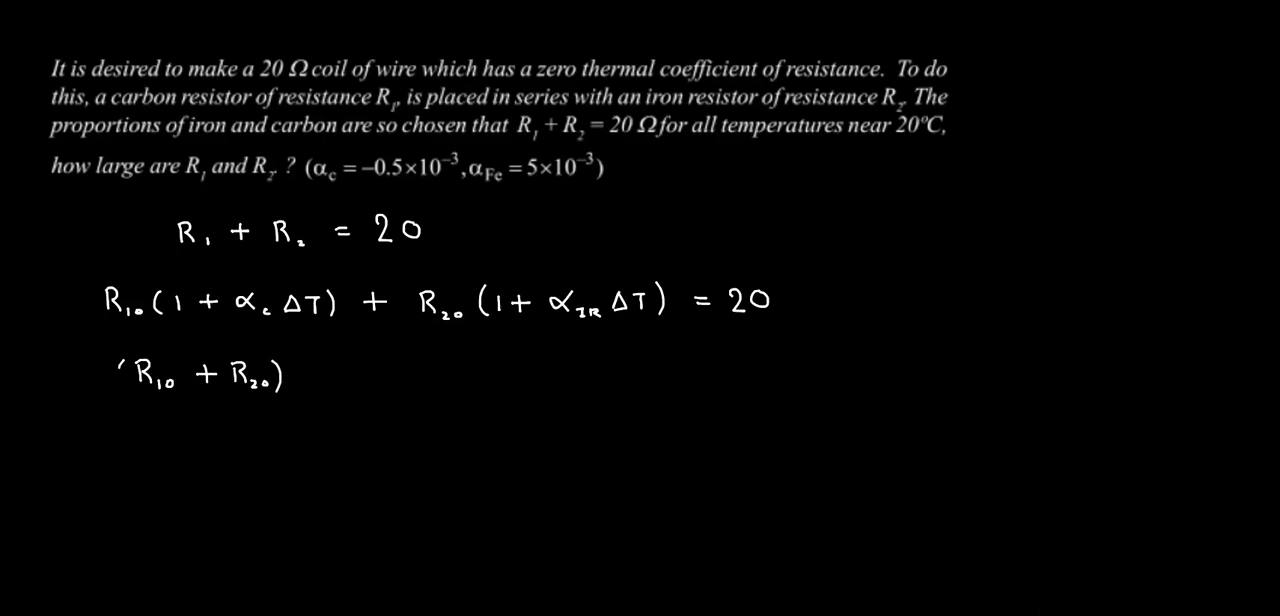 It is desired to make a 20 Ω coil of wire which has a zero thermal coefficient of resistance. To do
this, a carbon resistor of resistance R₁, is placed in series with an iron resistor of resistance R₂. The
proportions of iron and carbon are so chosen that R₁ + R₂ = 20 Ω for all temperatures near 20°C,
how large are R₁ and R₂. ? (α_c = –0.5×10⁻³, α_Fe = 5×10⁻³)
R₁ + R₂ = 20
R₁₀(1 + α_c ΔT) + R₂₀(1 + α_IR ΔT) = 20
(R₁₀ + R₂₀)